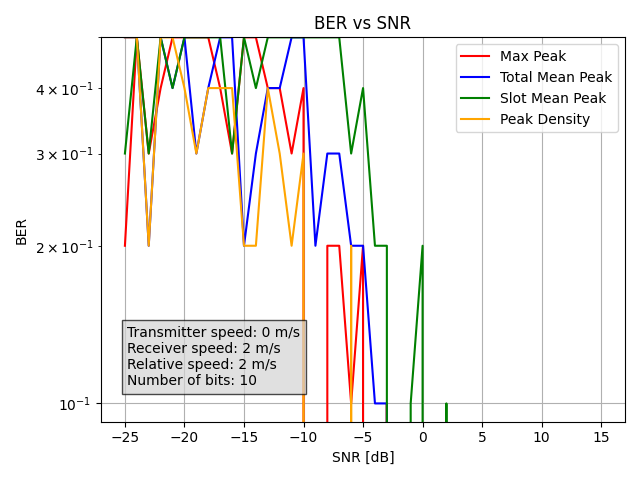 BER vs SNR
Max Peak
Total Mean Peak
Slot Mean Peak
Peak Density
4 × 10⁻¹
3 × 10⁻¹
2 × 10⁻¹
10⁻¹
BER
Transmitter speed: 0 m/s
Receiver speed: 2 m/s
Relative speed: 2 m/s
Number of bits: 10
−25 −20 −15 −10 −5 0 5 10 15
SNR [dB]